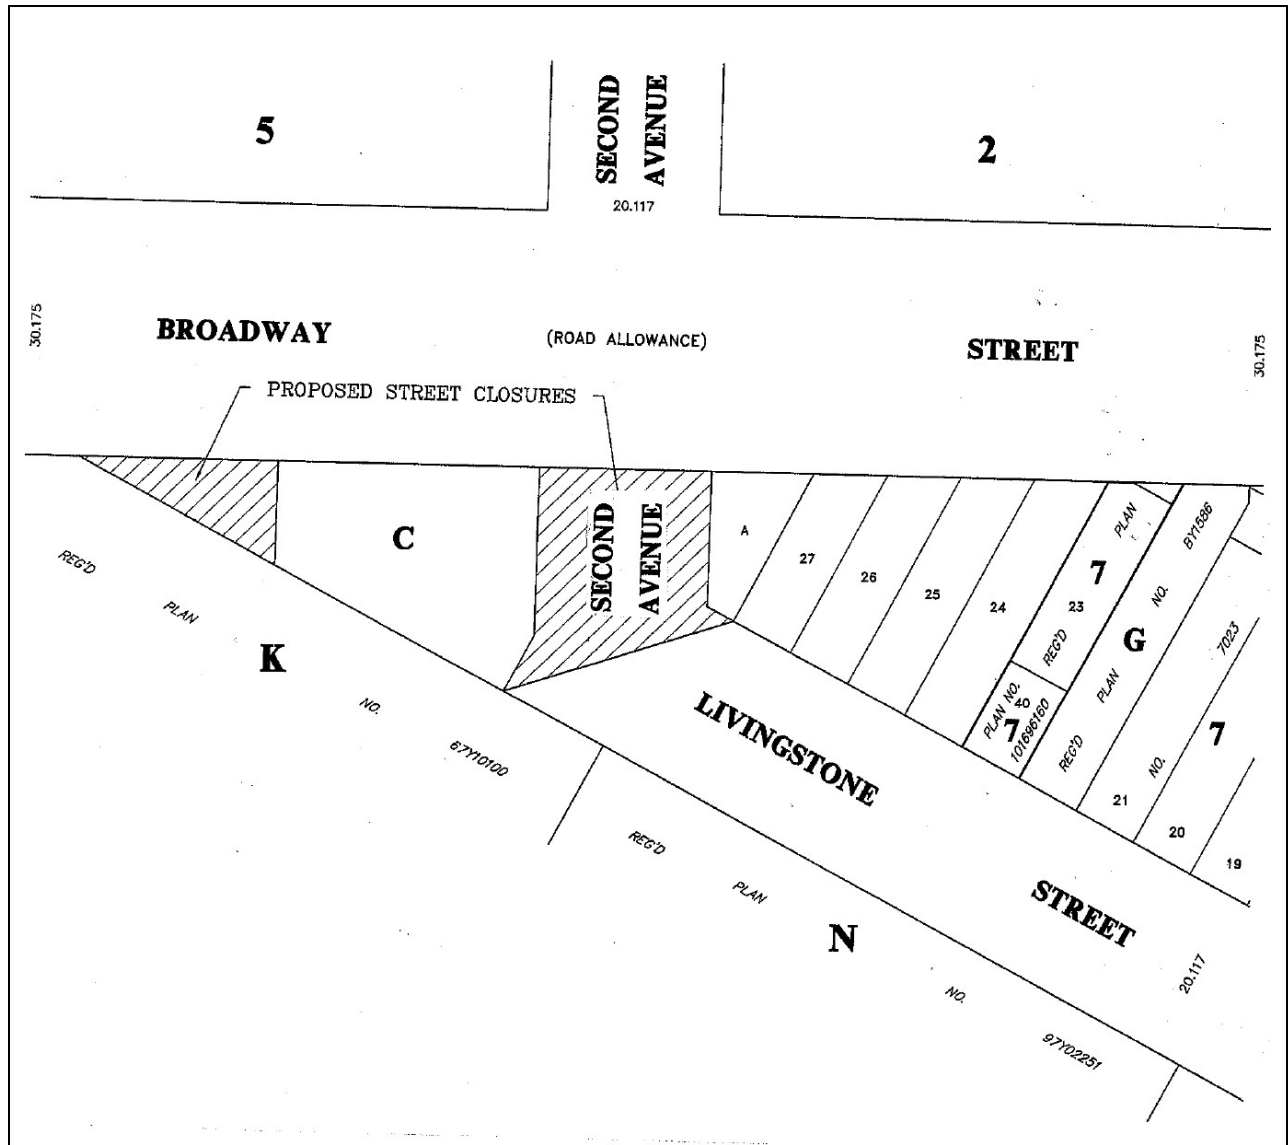 5
SECOND
AVENUE
2
20.117
30.175
BROADWAY
(ROAD ALLOWANCE)
STREET
30.175
PROPOSED STREET CLOSURES
C
SECOND
AVENUE
A
27
26
25
24
PLAN
7
23
REG'D
PLAN NO.
40
7
101696160
BY1586
NO.
G
PLAN
REG'D
7023
7
NO.
21
20
19
REG'D
PLAN
K
NO.
67Y10100
LIVINGSTONE
STREET
20.117
REG'D
PLAN
N
NO.
97Y02251